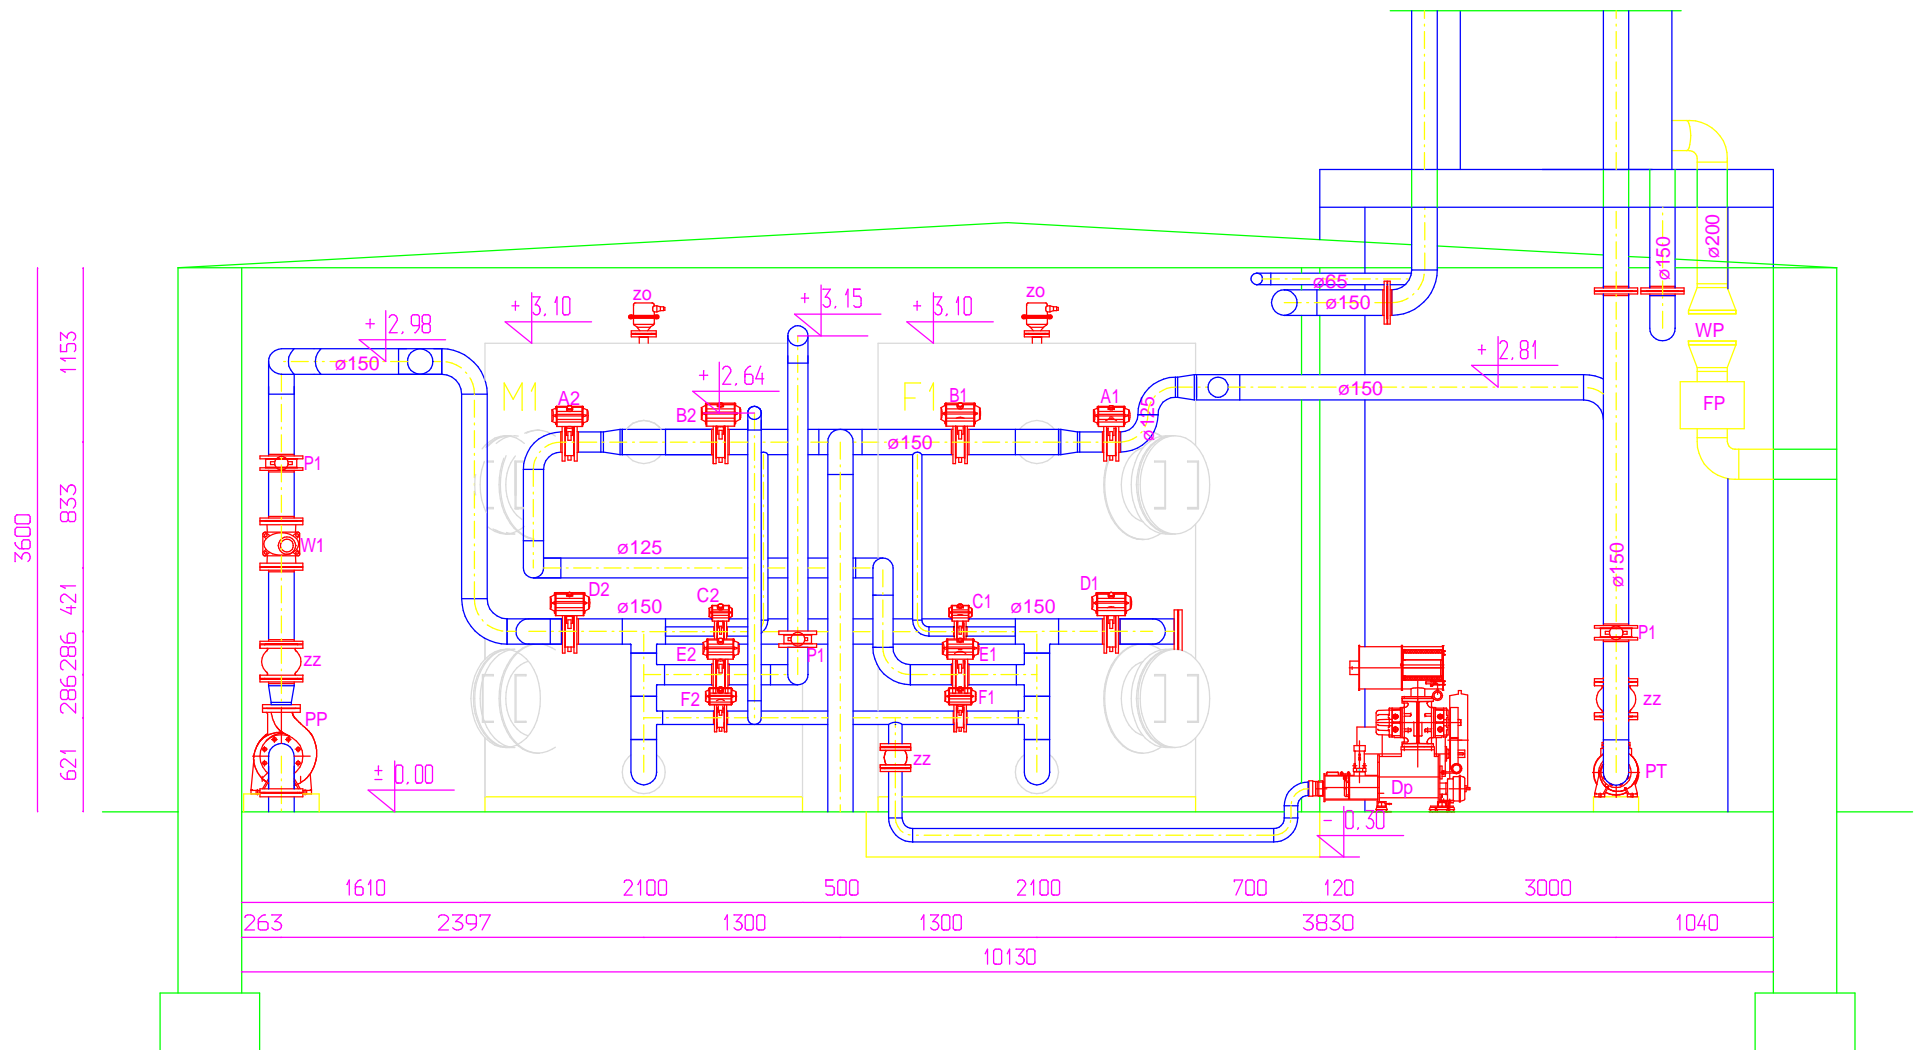 ø200
ø150
ø65
ø150
WP
FP
zo
zo
+ 3,10
+ 3,15
+ 3,10
+ 2,98
ø150
+ 2,64
+ 2,81
ø150
M1
F1
A2
B2
B1
A1
ø125
ø150
P1
W1
zz
PP
ø125
D2
ø150
C2
C1
ø150
D1
E2
P1
E1
F2
F1
zz
ø150
P1
zz
PT
Dp
± 0,00
- 0,30
3600
1153
833
421
286
286
621
1610
2100
500
2100
700
120
3000
263
2397
1300
1300
3830
1040
10130